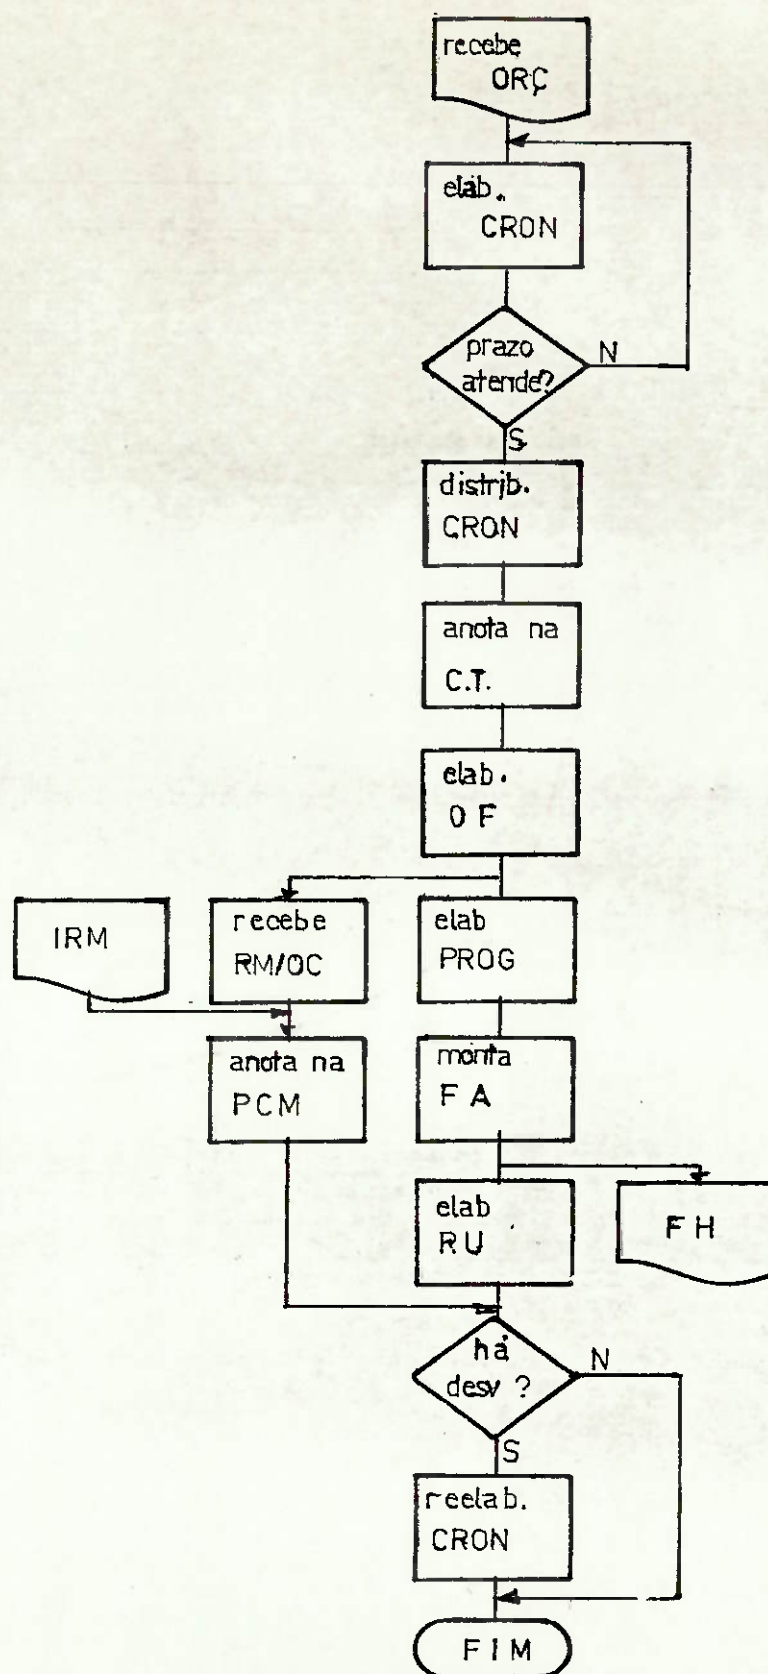 recebe
ORÇ
elab.
CRON
prazo
atende?
N
S
distrib.
CRON
anota na
C.T.
elab.
OF
IRM
recebe
RM/OC
elab
PROG
anota na
PCM
monta
FA
elab
RU
FH
há
desv ?
N
S
reelab.
CRON
FIM